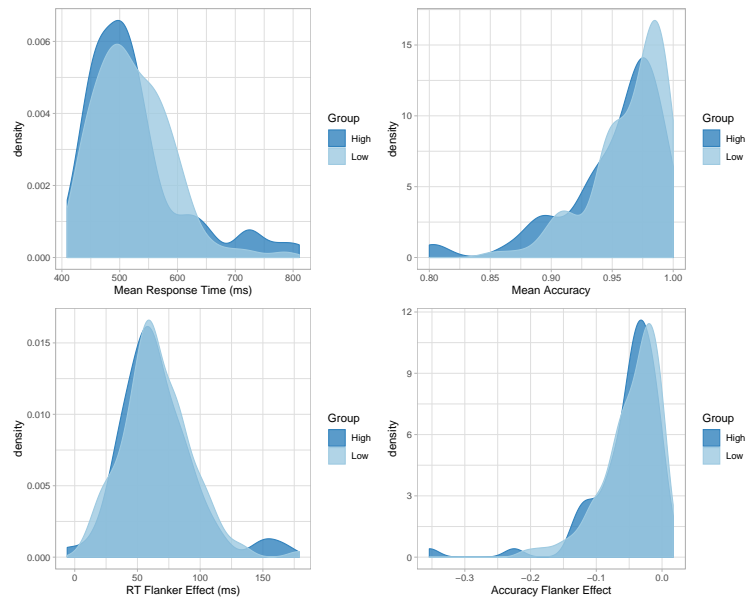 density
0.006
0.004
0.002
0.000
400 500 600 700 800
Mean Response Time (ms)
Group
High
Low
density
15
10
5
0
0.80 0.85 0.90 0.95 1.00
Mean Accuracy
Group
High
Low
density
0.015
0.010
0.005
0.000
0 50 100 150
RT Flanker Effect (ms)
Group
High
Low
density
12
9
6
3
0
−0.3 −0.2 −0.1 0.0
Accuracy Flanker Effect
Group
High
Low